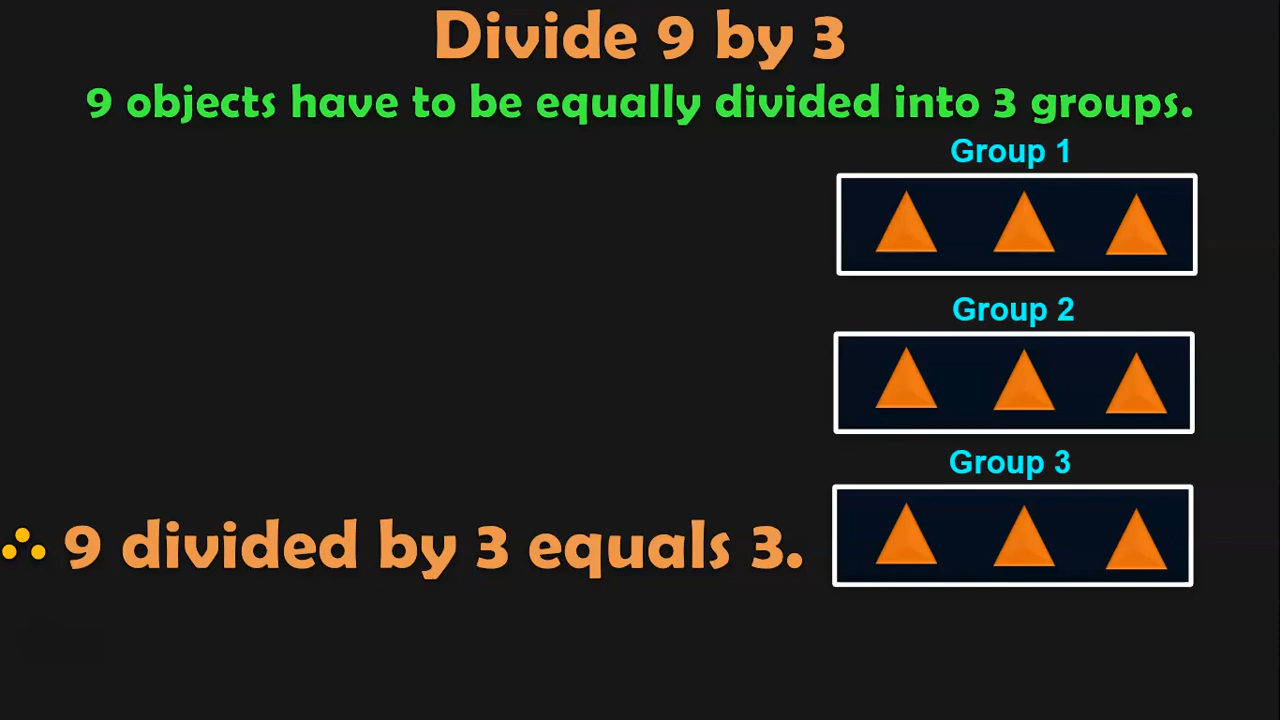 Divide 9 by 3
9 objects have to be equally divided into 3 groups.
Group 1
Group 2
Group 3
∴ 9 divided by 3 equals 3.